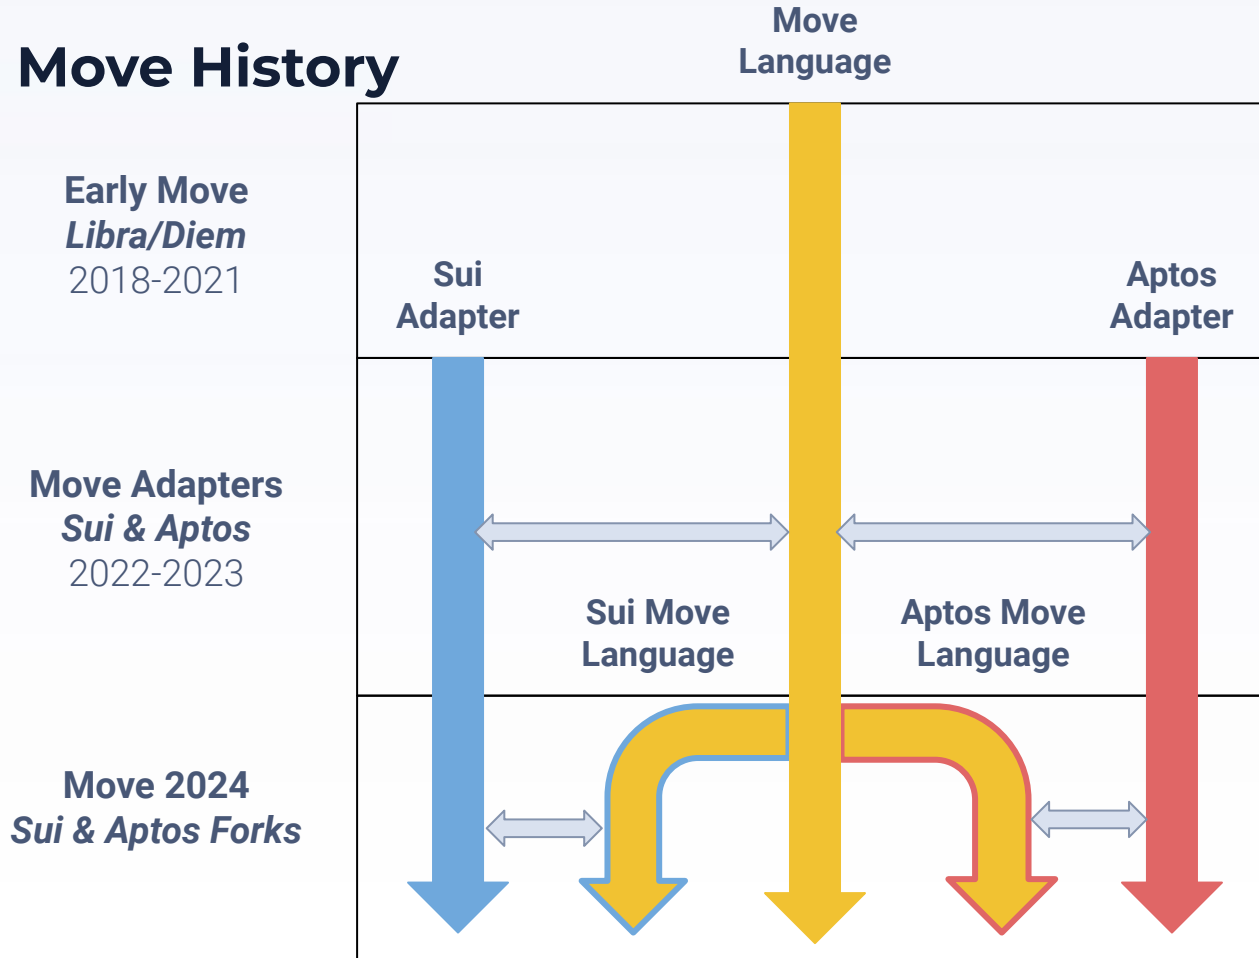 Move History
Move
Language
Early Move
Libra/Diem
2018-2021
Sui
Adapter
Aptos
Adapter
Move Adapters
Sui & Aptos
2022-2023
Sui Move
Language
Aptos Move
Language
Move 2024
Sui & Aptos Forks